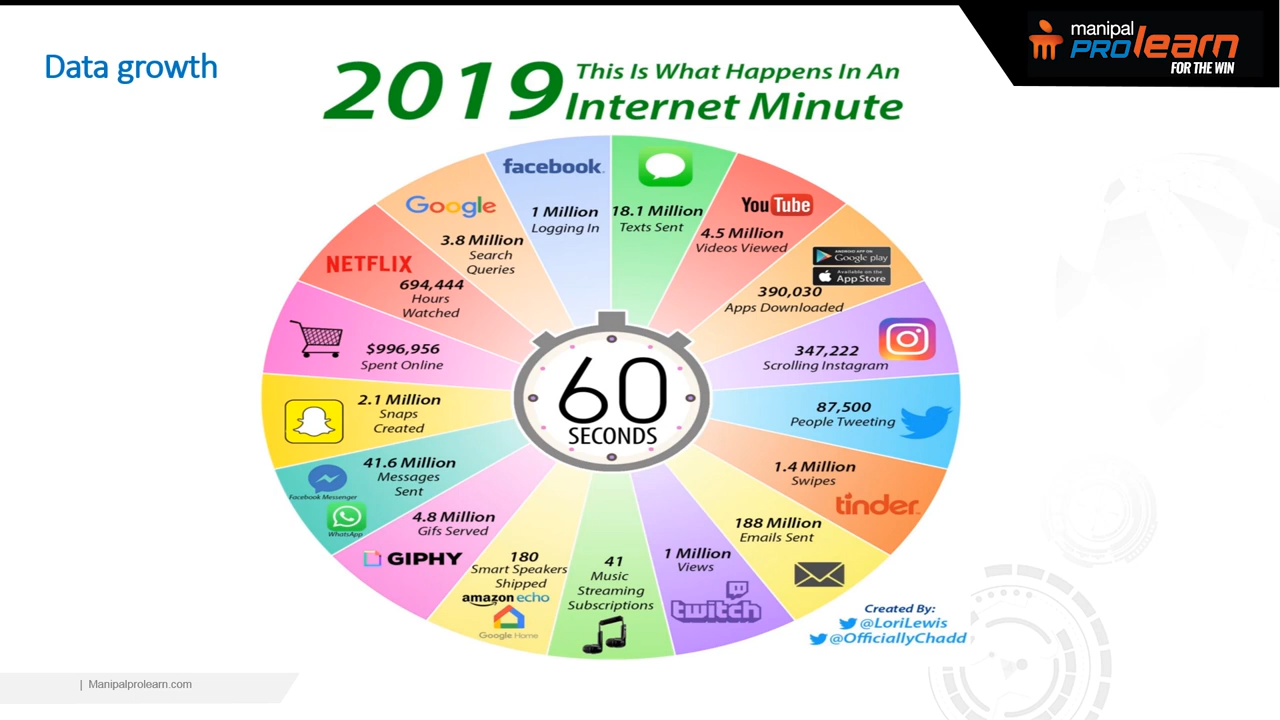 Data growth
manipal
PROlearn
FOR THE WIN
2019 This Is What Happens In An
Internet Minute
facebook.
1 Million
Logging In
18.1 Million
Texts Sent
YouTube
4.5 Million
Videos Viewed
ANDROID APP ON
Google play
Available on the
App Store
390,030
Apps Downloaded
347,222
Scrolling Instagram
87,500
People Tweeting
1.4 Million
Swipes
tinder
188 Million
Emails Sent
1 Million
Views
twitch
41
Music
Streaming
Subscriptions
180
Smart Speakers
Shipped
amazon echo
Google Home
4.8 Million
Gifs Served
GIPHY
41.6 Million
Messages
Sent
Facebook Messenger
WhatsApp
2.1 Million
Snaps
Created
$996,956
Spent Online
NETFLIX
694,444
Hours
Watched
Google
3.8 Million
Search
Queries
60
SECONDS
Created By:
@LoriLewis
@OfficiallyChadd
| Manipalprolearn.com